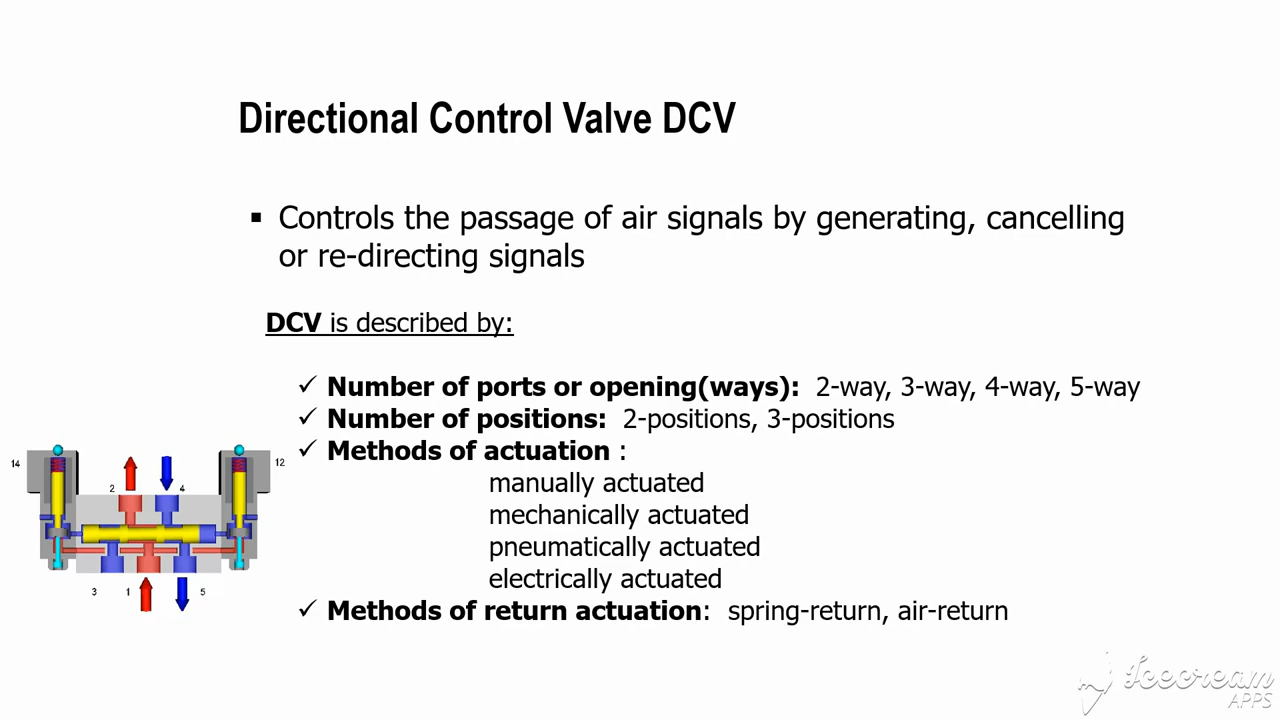 Directional Control Valve DCV
▪ Controls the passage of air signals by generating, cancelling
or re-directing signals
DCV is described by:
✓ Number of ports or opening(ways): 2-way, 3-way, 4-way, 5-way
✓ Number of positions: 2-positions, 3-positions
✓ Methods of actuation :
manually actuated
mechanically actuated
pneumatically actuated
electrically actuated
✓ Methods of return actuation: spring-return, air-return
14
12
2
4
3
1
5
Icecream
APPS